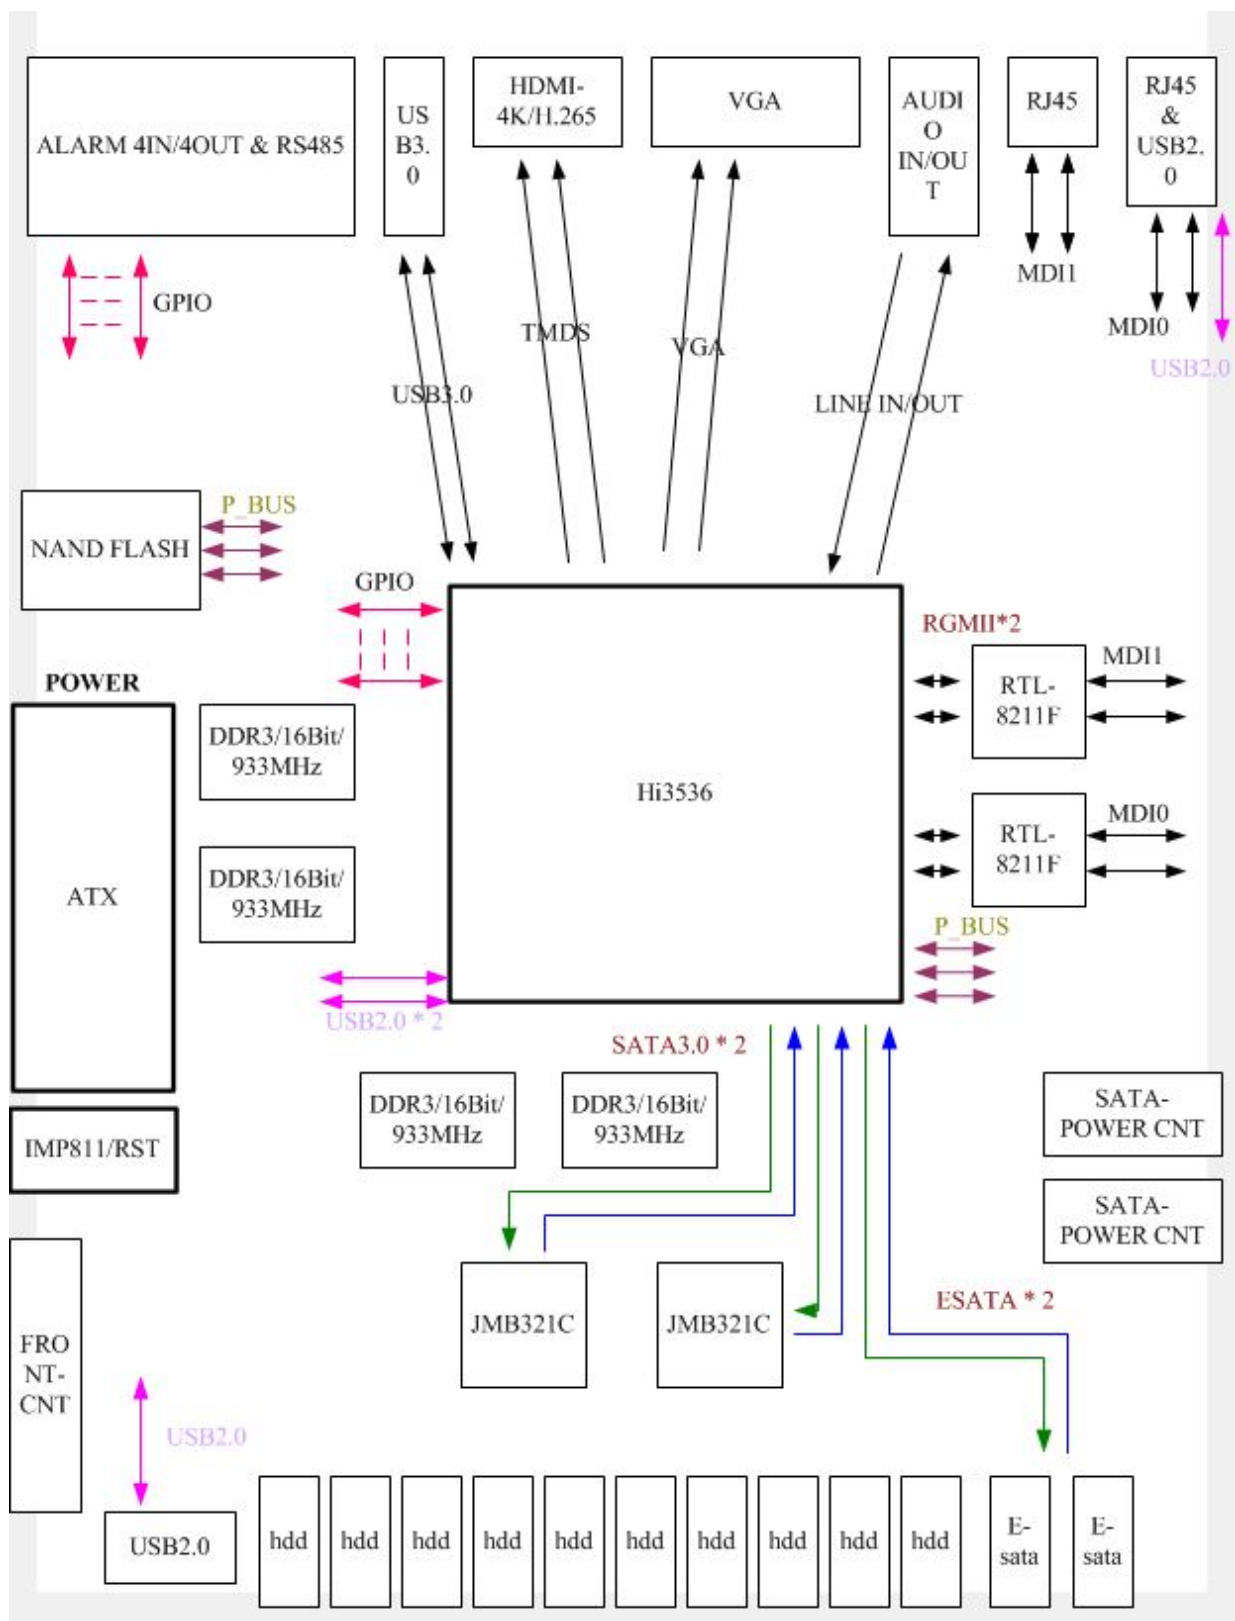 ALARM 4IN/4OUT & RS485
US
B3.
0
HDMI-
4K/H.265
VGA
AUDI
O
IN/OU
T
RJ45
RJ45
&
USB2.
0
GPIO
MDI1
MDI0
USB2.0
TMDS
VGA
USB3.0
LINE IN/OUT
P_BUS
NAND FLASH
GPIO
RGMII*2
MDI1
RTL-
8211F
POWER
DDR3/16Bit/
933MHz
Hi3536
MDI0
RTL-
8211F
ATX
DDR3/16Bit/
933MHz
P_BUS
USB2.0 * 2
SATA3.0 * 2
DDR3/16Bit/
933MHz
DDR3/16Bit/
933MHz
SATA-
POWER CNT
IMP811/RST
SATA-
POWER CNT
ESATA * 2
JMB321C
JMB321C
FRO
NT-
CNT
USB2.0
USB2.0
hdd
hdd
hdd
hdd
hdd
hdd
hdd
hdd
hdd
hdd
E-
sata
E-
sata